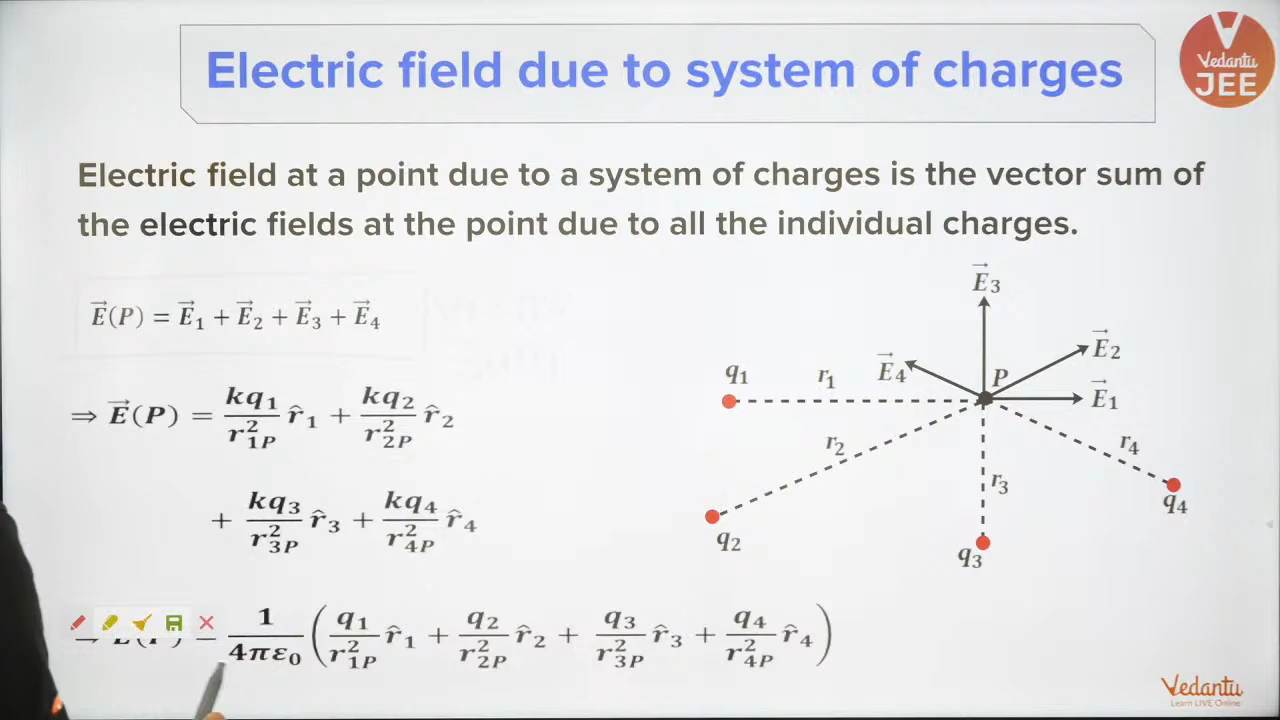 Electric field due to system of charges
Vedantu
JEE
Electric field at a point due to a system of charges is the vector sum of
the electric fields at the point due to all the individual charges.
E⃗(P) = E⃗₁ + E⃗₂ + E⃗₃ + E⃗₄
⇒ E⃗(P) = kq₁/r²₁P r̂₁ + kq₂/r²₂P r̂₂
+ kq₃/r²₃P r̂₃ + kq₄/r²₄P r̂₄
1/4πε₀ (q₁/r²₁P r̂₁ + q₂/r²₂P r̂₂ + q₃/r²₃P r̂₃ + q₄/r²₄P r̂₄)
E⃗₃
E⃗₂
E⃗₄
P
E⃗₁
q₁
r₁
r₂
r₄
r₃
q₄
q₂
q₃
Vedantu
Learn LIVE Online